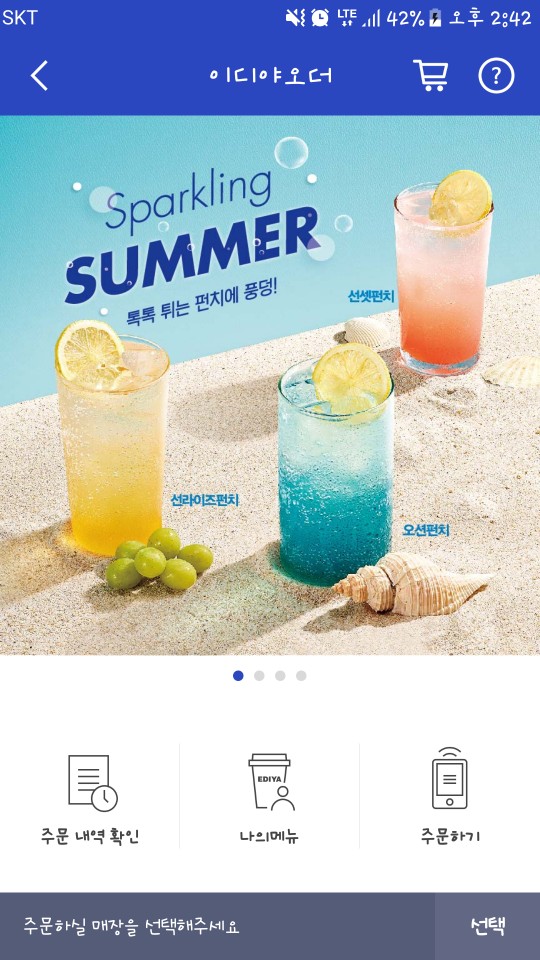 SKT
LTE
42%
오후 2:42
이디야오더
?
Sparkling
SUMMER
톡톡 튀는 펀치에 풍덩!
선셋펀치
선라이즈펀치
오션펀치
EDIYA
주문 내역 확인
나의메뉴
주문하기
주문하실 매장을 선택해주세요
선택